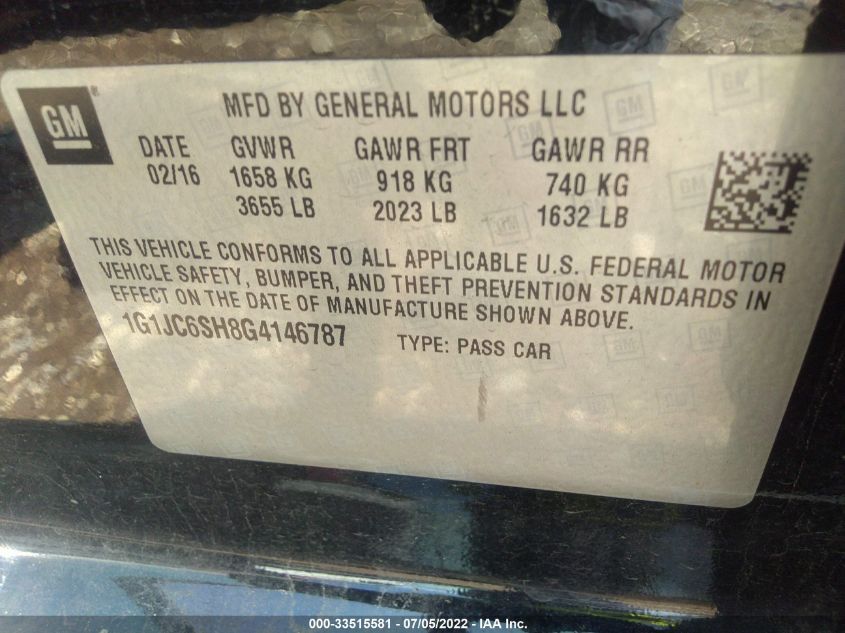 GM
MFD BY GENERAL MOTORS LLC
DATE GVWR GAWR FRT GAWR RR
02/16 1658 KG 918 KG 740 KG
3655 LB 2023 LB 1632 LB
THIS VEHICLE CONFORMS TO ALL APPLICABLE U.S. FEDERAL MOTOR
VEHICLE SAFETY, BUMPER, AND THEFT PREVENTION STANDARDS IN
EFFECT ON THE DATE OF MANUFACTURE SHOWN ABOVE.
1G1JC6SH8G4146787 TYPE: PASS CAR
000-33515581 - 07/05/2022 - IAA Inc.